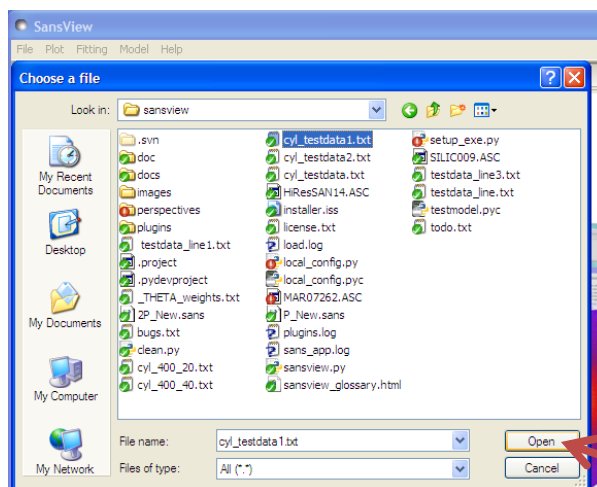 SansView
File Plot Fitting Model Help
Choose a file
Look in: sansview
My Recent Documents
Desktop
My Documents
My Computer
My Network
.svn
doc
docs
images
perspectives
plugins
testdata_line1.txt
.project
.pydevproject
_THETA_weights.txt
2P_New.sans
bugs.txt
clean.py
cyl_400_20.txt
cyl_400_40.txt
cyl_testdata1.txt
cyl_testdata2.txt
cyl_testdata.txt
HiResSAN14.ASC
installer.iss
license.txt
load.log
local_config.py
local_config.pyc
MAR07262.ASC
P_New.sans
plugins.log
sans_app.log
sansview.py
sansview_glossary.html
setup_exe.py
SILIC009.ASC
testdata_line3.txt
testdata_line.txt
testmodel.pyc
todo.txt
File name: cyl_testdata1.txt Open
Files of type: All (*.*) Cancel